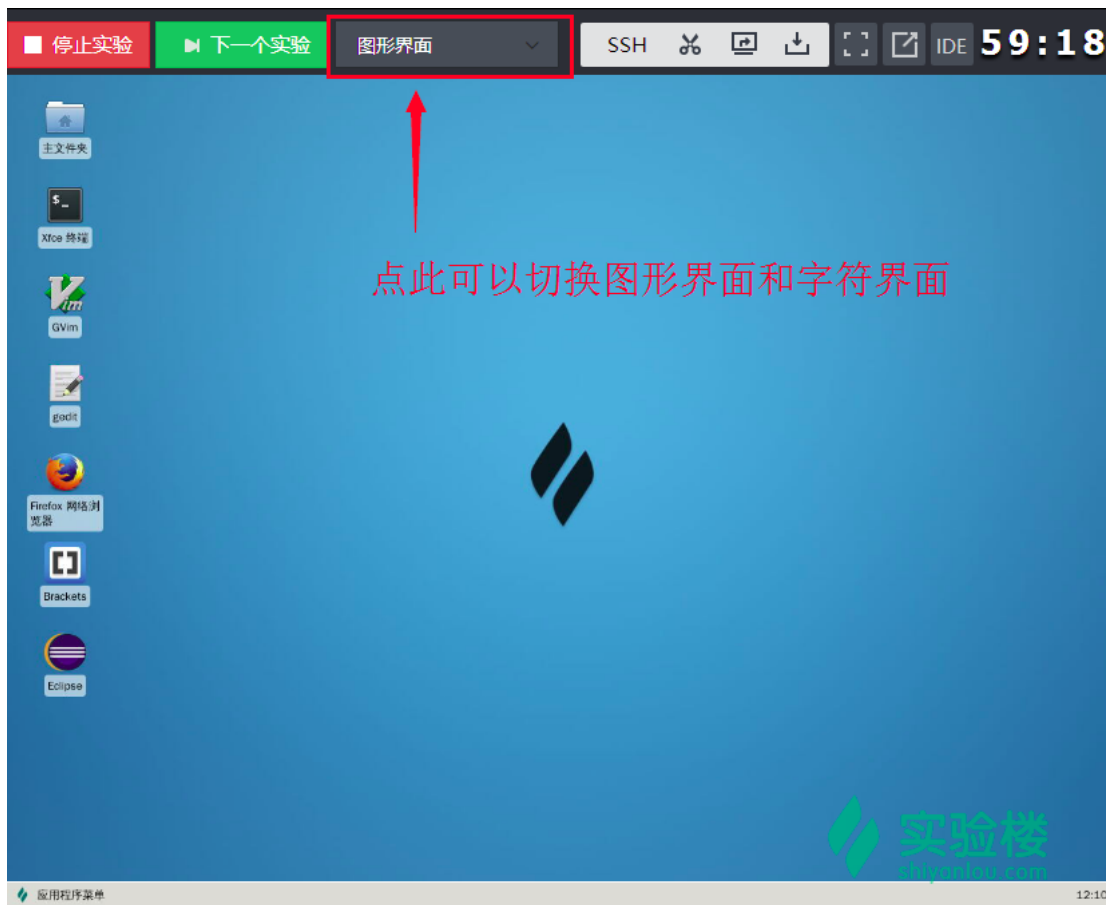 停止实验
下一个实验
图形界面
SSH
IDE
59:18
主文件夹
$_
Xfce 终端
点此可以切换图形界面和字符界面
Vim
GVim
gedit
Firefox 网络浏
览器
Brackets
Eclipse
实验楼
shiyanlou.com
应用程序菜单
12:10